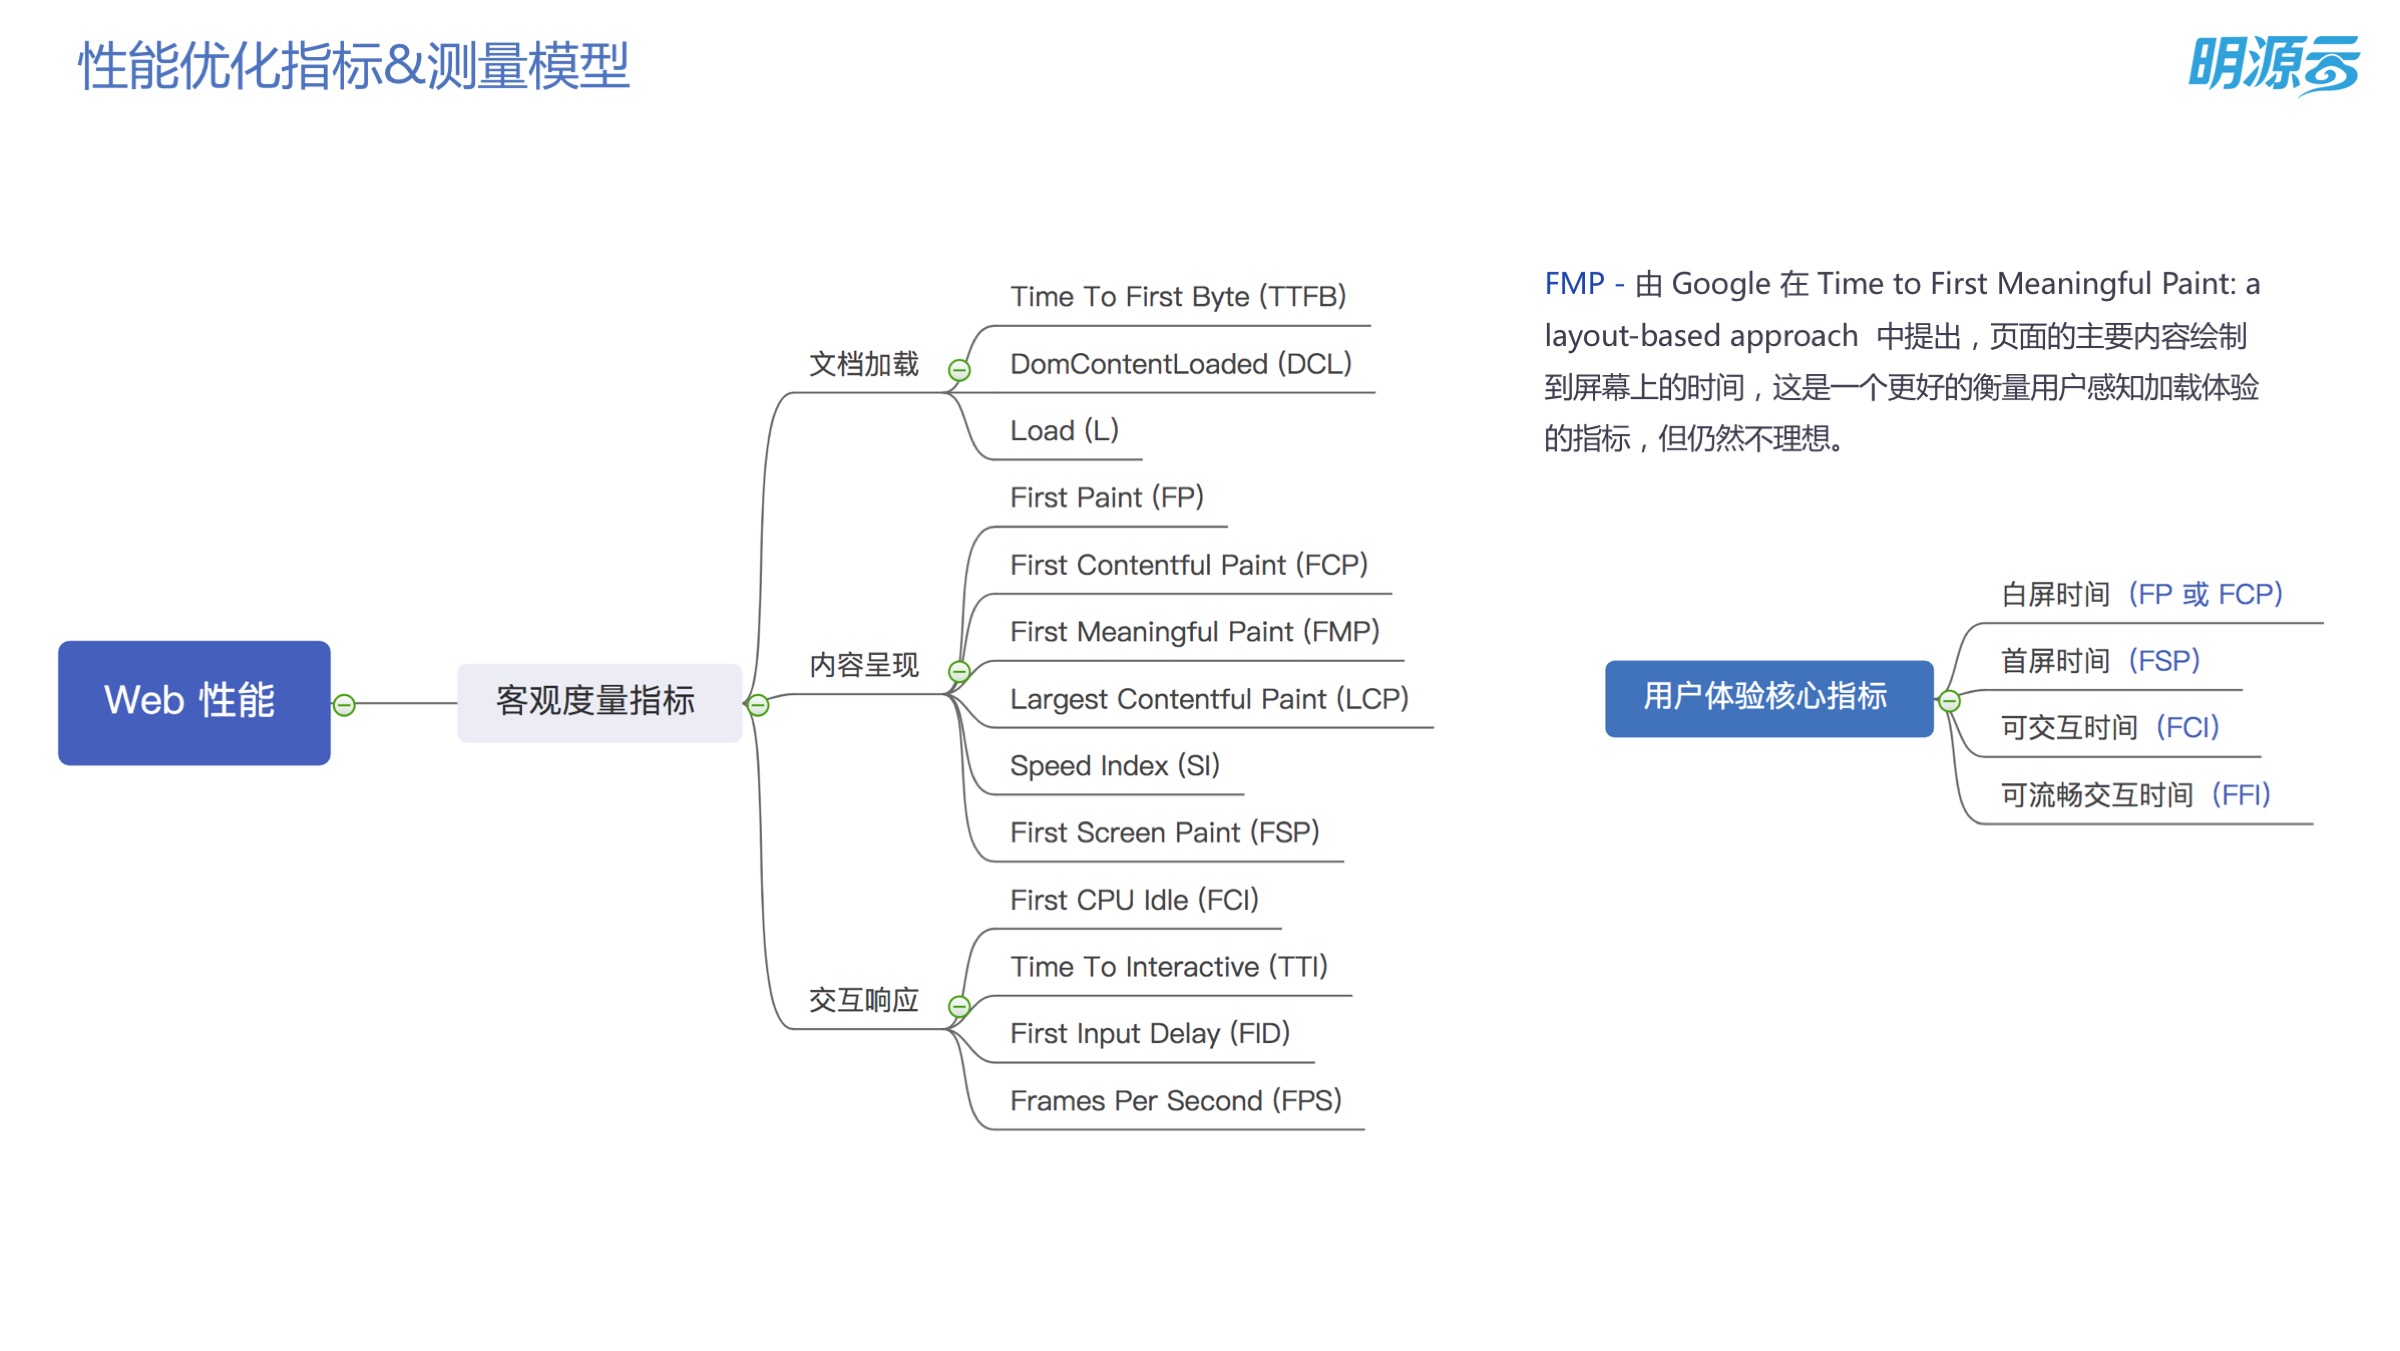 性能优化指标&测量模型
明源云
Web 性能
客观度量指标
文档加载
Time To First Byte (TTFB)
DomContentLoaded (DCL)
Load (L)
内容呈现
First Paint (FP)
First Contentful Paint (FCP)
First Meaningful Paint (FMP)
Largest Contentful Paint (LCP)
Speed Index (SI)
First Screen Paint (FSP)
交互响应
First CPU Idle (FCI)
Time To Interactive (TTI)
First Input Delay (FID)
Frames Per Second (FPS)
FMP - 由 Google 在 Time to First Meaningful Paint: a
layout-based approach 中提出，页面的主要内容绘制
到屏幕上的时间，这是一个更好的衡量用户感知加载体验
的指标，但仍然不理想。
用户体验核心指标
白屏时间（FP 或 FCP）
首屏时间（FSP）
可交互时间（FCI）
可流畅交互时间（FFI）